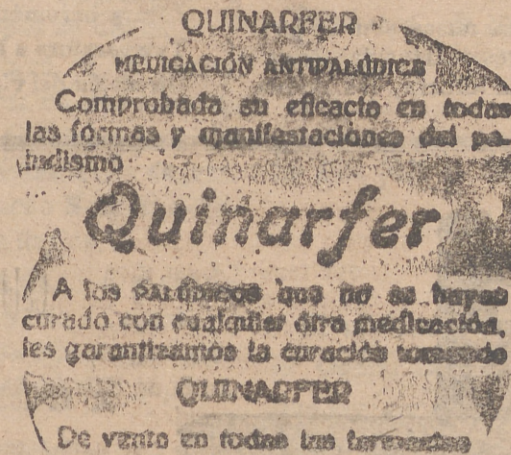 QUINARFER
MEDICACIÓN ANTIPALÚDICA
Comprobada su eficacia en todas
las formas y manifestaciones del pa-
ludismo
Quinarfer
A los PALÚDICOS que no se hayan
curado con cualquier otra medicación,
les garantizamos la curación tomando
QUINARFER
De venta en todas las farmacias